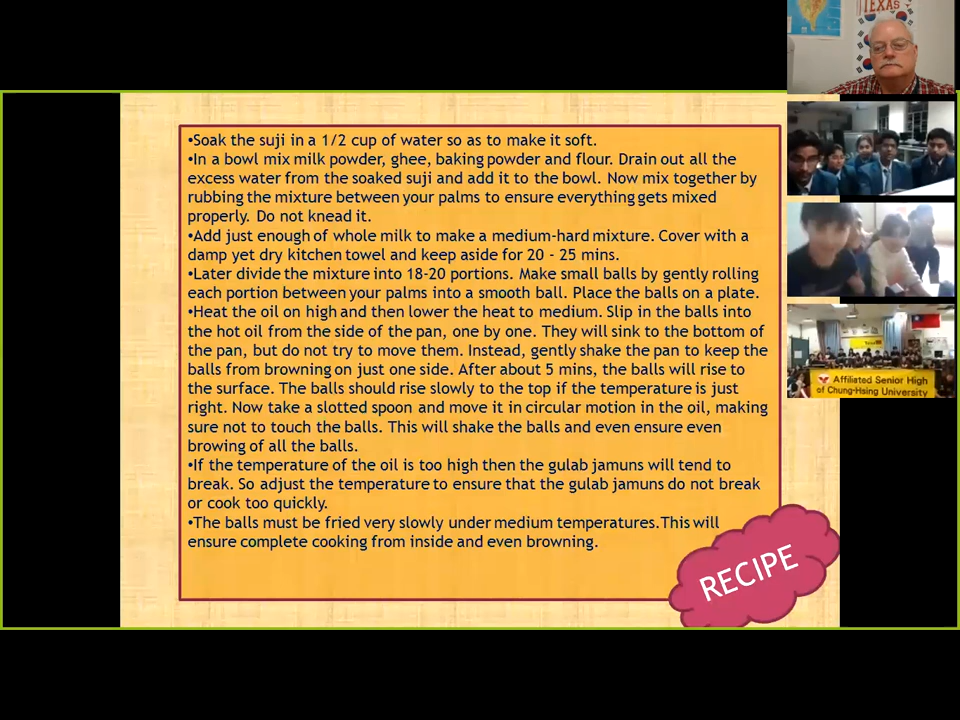 TEXAS
•Soak the suji in a 1/2 cup of water so as to make it soft.
•In a bowl mix milk powder, ghee, baking powder and flour. Drain out all the
excess water from the soaked suji and add it to the bowl. Now mix together by
rubbing the mixture between your palms to ensure everything gets mixed
properly. Do not knead it.
•Add just enough of whole milk to make a medium-hard mixture. Cover with a
damp yet dry kitchen towel and keep aside for 20 - 25 mins.
•Later divide the mixture into 18-20 portions. Make small balls by gently rolling
each portion between your palms into a smooth ball. Place the balls on a plate.
•Heat the oil on high and then lower the heat to medium. Slip in the balls into
the hot oil from the side of the pan, one by one. They will sink to the bottom of
the pan, but do not try to move them. Instead, gently shake the pan to keep the
balls from browning on just one side. After about 5 mins, the balls will rise to
the surface. The balls should rise slowly to the top if the temperature is just
right. Now take a slotted spoon and move it in circular motion in the oil, making
sure not to touch the balls. This will shake the balls and even ensure even
browing of all the balls.
•If the temperature of the oil is too high then the gulab jamuns will tend to
break. So adjust the temperature to ensure that the gulab jamuns do not break
or cook too quickly.
•The balls must be fried very slowly under medium temperatures.This will
ensure complete cooking from inside and even browning.
RECIPE
Affiliated Senior High
of Chung-Hsing University